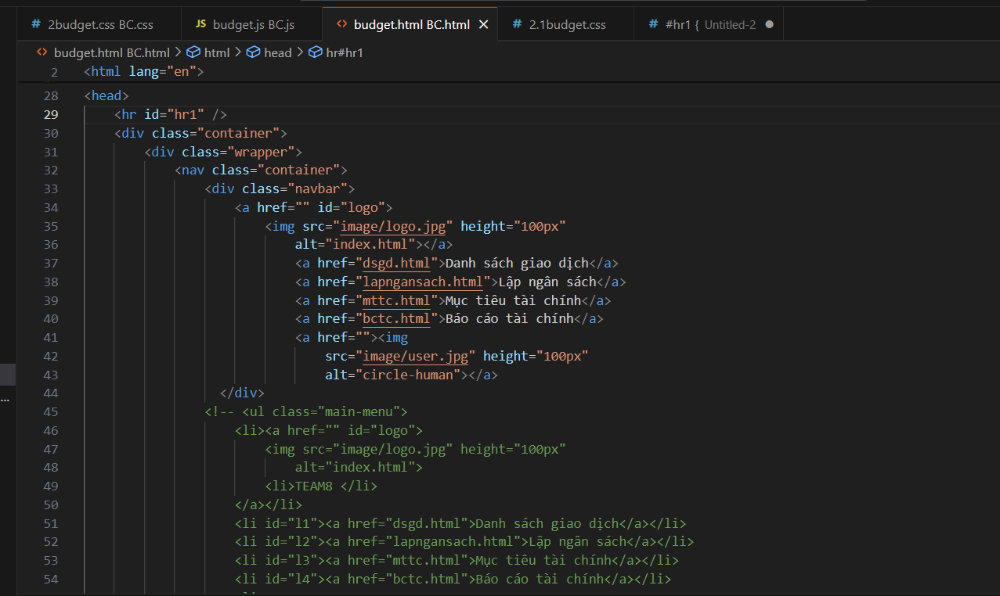 # 2budget.css BC.css JS budget.js BC.js <> budget.html BC.html × # 2.1budget.css # #hr1 { Untitled-2 ●
<> budget.html BC.html > html > head > hr#hr1
2 <html lang="en">
28 <head>
29 <hr id="hr1" />
30 <div class="container">
31 <div class="wrapper">
32 <nav class="container">
33 <div class="navbar">
34 <a href="" id="logo">
35 <img src="image/logo.jpg" height="100px"
36 alt="index.html"></a>
37 <a href="dsgd.html">Danh sách giao dịch</a>
38 <a href="lapngansach.html">Lập ngân sách</a>
39 <a href="mttc.html">Mục tiêu tài chính</a>
40 <a href="bctc.html">Báo cáo tài chính</a>
41 <a href=""><img
42 src="image/user.jpg" height="100px"
43 alt="circle-human"></a>
44 </div>
45 <!-- <ul class="main-menu">
46 <li><a href="" id="logo">
47 <img src="image/logo.jpg" height="100px"
48 alt="index.html">
49 <li>TEAM8 </li>
50 </a></li>
51 <li id="l1"><a href="dsgd.html">Danh sách giao dịch</a></li>
52 <li id="l2"><a href="lapngansach.html">Lập ngân sách</a></li>
53 <li id="l3"><a href="mttc.html">Mục tiêu tài chính</a></li>
54 <li id="l4"><a href="bctc.html">Báo cáo tài chính</a></li>